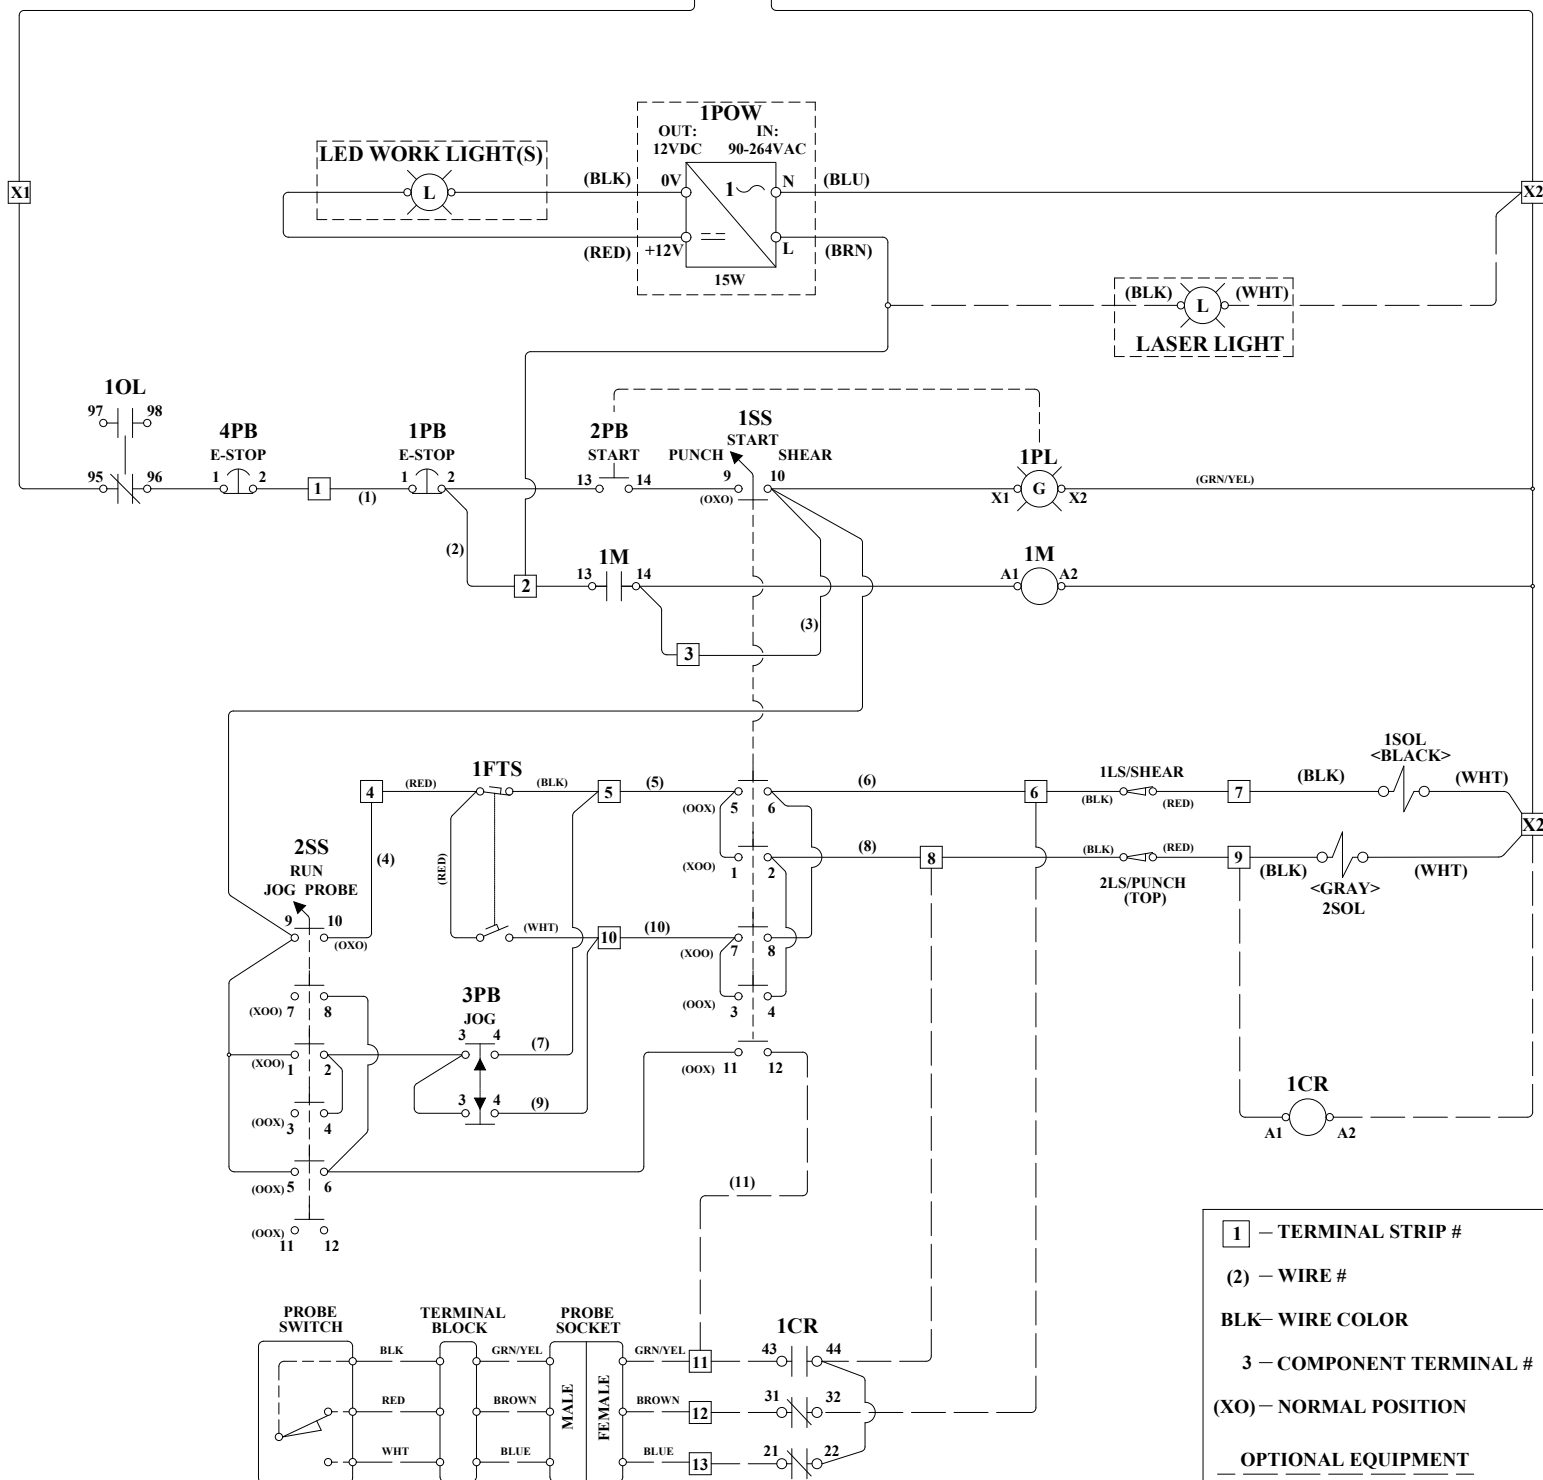 1POW
OUT: IN:
12VDC 90-264VAC
LED WORK LIGHT(S)
X1
L
(BLK)
0V
1
N
(BLU)
X2
(RED)
+12V
L
(BRN)
15W
(BLK)
L
(WHT)
LASER LIGHT
1OL
97
98
4PB
E-STOP
1PB
E-STOP
2PB
START
1SS
START
PUNCH
SHEAR
1PL
95
96
1
2
1
(1)
1
2
13
14
9
10
(OXO)
X1
G
X2
(GRN/YEL)
(2)
2
1M
13
14
1M
A1
A2
(3)
3
1SOL
<BLACK>
4
(RED)
1FTS
(BLK)
5
(5)
(OOX)
5
6
(6)
6
1LS/SHEAR
(BLK)
(RED)
7
(BLK)
(WHT)
X2
2SS
RUN
JOG PROBE
(4)
(RED)
(XOO)
1
2
(8)
8
(BLK)
(RED)
2LS/PUNCH
(TOP)
9
(BLK)
<GRAY>
2SOL
(WHT)
9
10
(OXO)
(WHT)
10
(10)
(XOO)
7
8
(XOO)
7
8
3PB
JOG
(OOX)
3
4
3
4
(7)
(XOO)
1
2
(OOX)
11
12
1CR
A1
A2
(OOX)
3
4
3
4
(9)
(OOX)
5
6
(11)
(OOX)
11
12
1 – TERMINAL STRIP #
(2) – WIRE #
BLK – WIRE COLOR
3 – COMPONENT TERMINAL #
(XO) – NORMAL POSITION
OPTIONAL EQUIPMENT
PROBE
SWITCH
TERMINAL
BLOCK
PROBE
SOCKET
1CR
BLK
GRN/YEL
GRN/YEL
11
43
44
RED
BROWN
MALE
FEMALE
BROWN
12
31
32
WHT
BLUE
BLUE
13
21
22